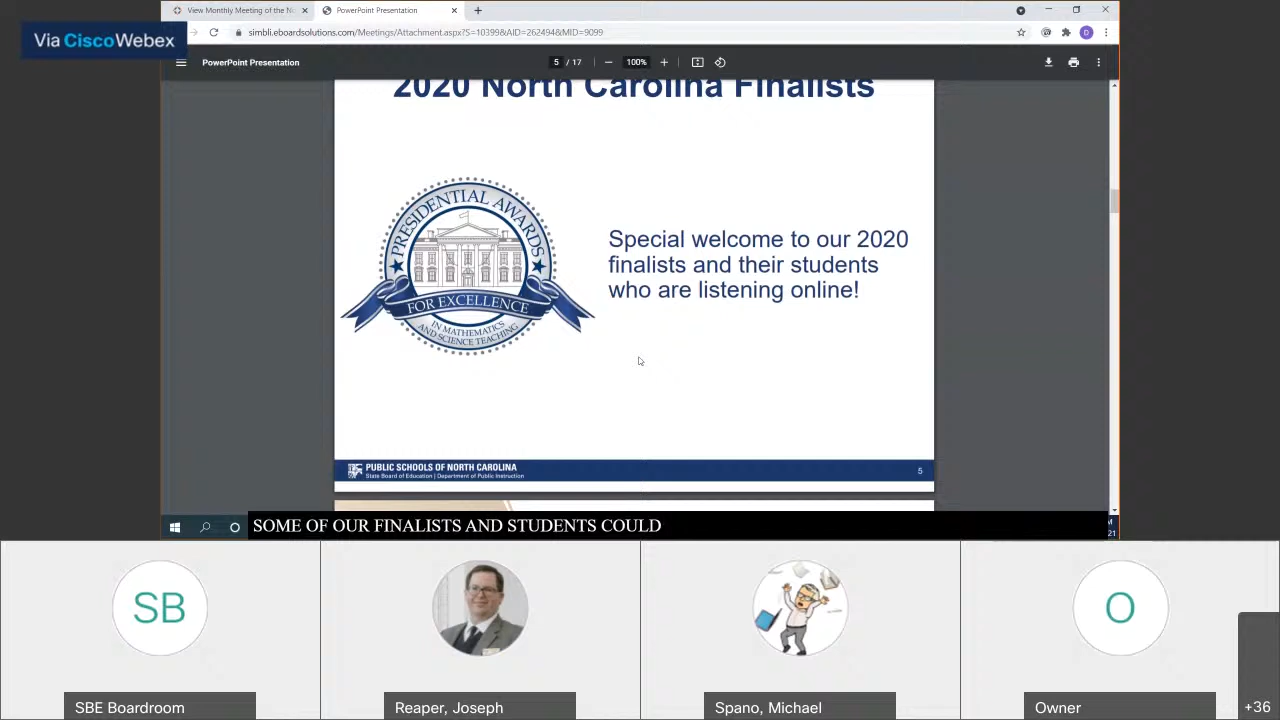 View Monthly Meeting of the No
PowerPoint Presentation
Via Cisco Webex
simbli.eboardsolutions.com/Meetings/Attachment.aspx?S=10399&AID=262494&MID=9099
D
PowerPoint Presentation
5 / 17
100%
2020 North Carolina Finalists
PRESIDENTIAL AWARDS
FOR EXCELLENCE
IN MATHEMATICS
AND SCIENCE TEACHING
Special welcome to our 2020
finalists and their students
who are listening online!
PUBLIC SCHOOLS OF NORTH CAROLINA
State Board of Education | Department of Public Instruction
5
SOME OF OUR FINALISTS AND STUDENTS COULD
M
21
SB
O
SBE Boardroom
Reaper, Joseph
Spano, Michael
Owner
+36